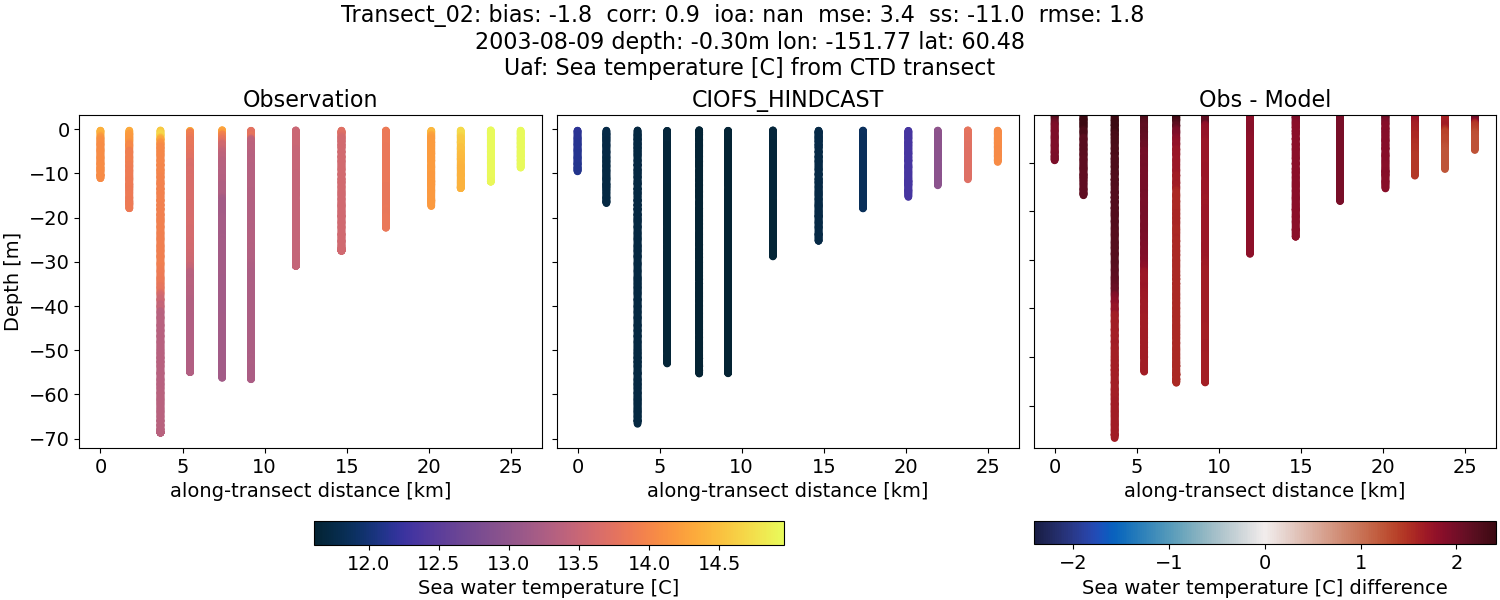 Transect_02: bias: -1.8  corr: 0.9  ioa: nan  mse: 3.4  ss: -11.0  rmse: 1.8
2003-08-09 depth: -0.30m lon: -151.77 lat: 60.48
Uaf: Sea temperature [C] from CTD transect
Observation
CIOFS_HINDCAST
Obs - Model
Depth [m]
0
−10
−20
−30
−40
−50
−60
−70
0 5 10 15 20 25
0 5 10 15 20 25
0 5 10 15 20 25
along-transect distance [km]
along-transect distance [km]
along-transect distance [km]
12.0 12.5 13.0 13.5 14.0 14.5
Sea water temperature [C]
−2 −1 0 1 2
Sea water temperature [C] difference